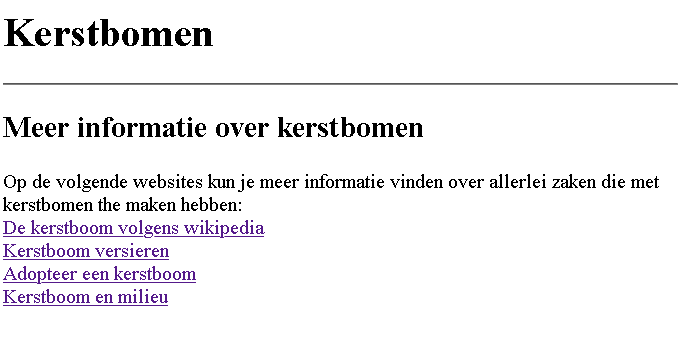 Kerstbomen
Meer informatie over kerstbomen
Op de volgende websites kun je meer informatie vinden over allerlei zaken die met
kerstbomen the maken hebben:
De kerstboom volgens wikipedia
Kerstboom versieren
Adopteer een kerstboom
Kerstboom en milieu